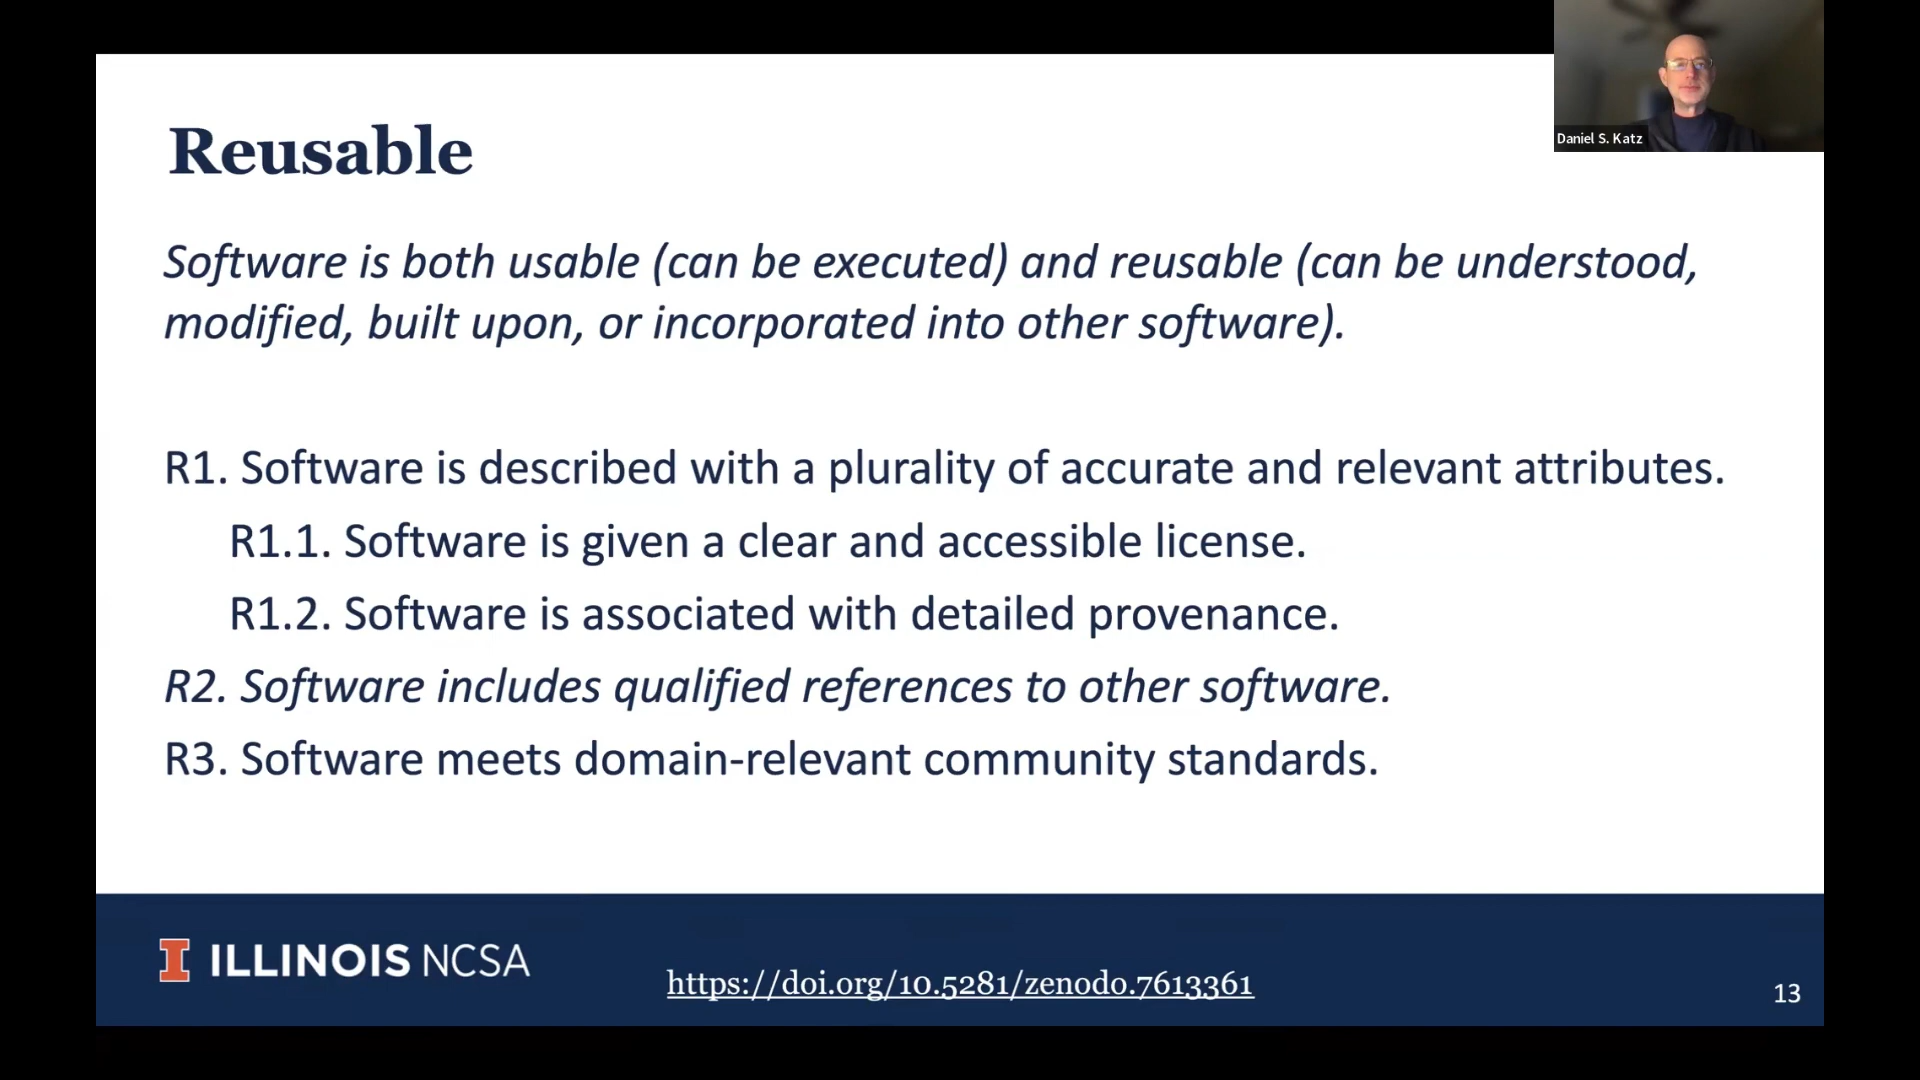 Daniel S. Katz
Reusable
Software is both usable (can be executed) and reusable (can be understood,
modified, built upon, or incorporated into other software).
R1. Software is described with a plurality of accurate and relevant attributes.
R1.1. Software is given a clear and accessible license.
R1.2. Software is associated with detailed provenance.
R2. Software includes qualified references to other software.
R3. Software meets domain-relevant community standards.
I ILLINOIS NCSA
https://doi.org/10.5281/zenodo.7613361
13